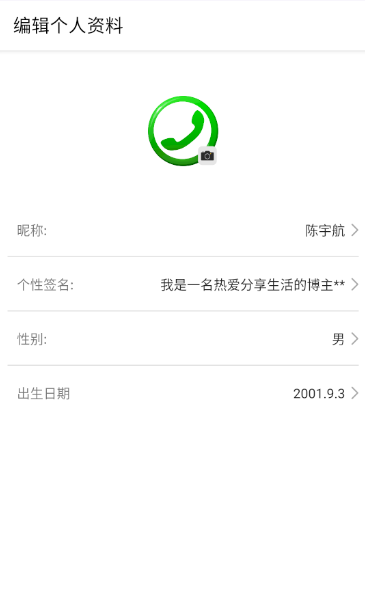 编辑个人资料
昵称: 陈宇航
个性签名: 我是一名热爱分享生活的博主**
性别: 男
出生日期 2001.9.3